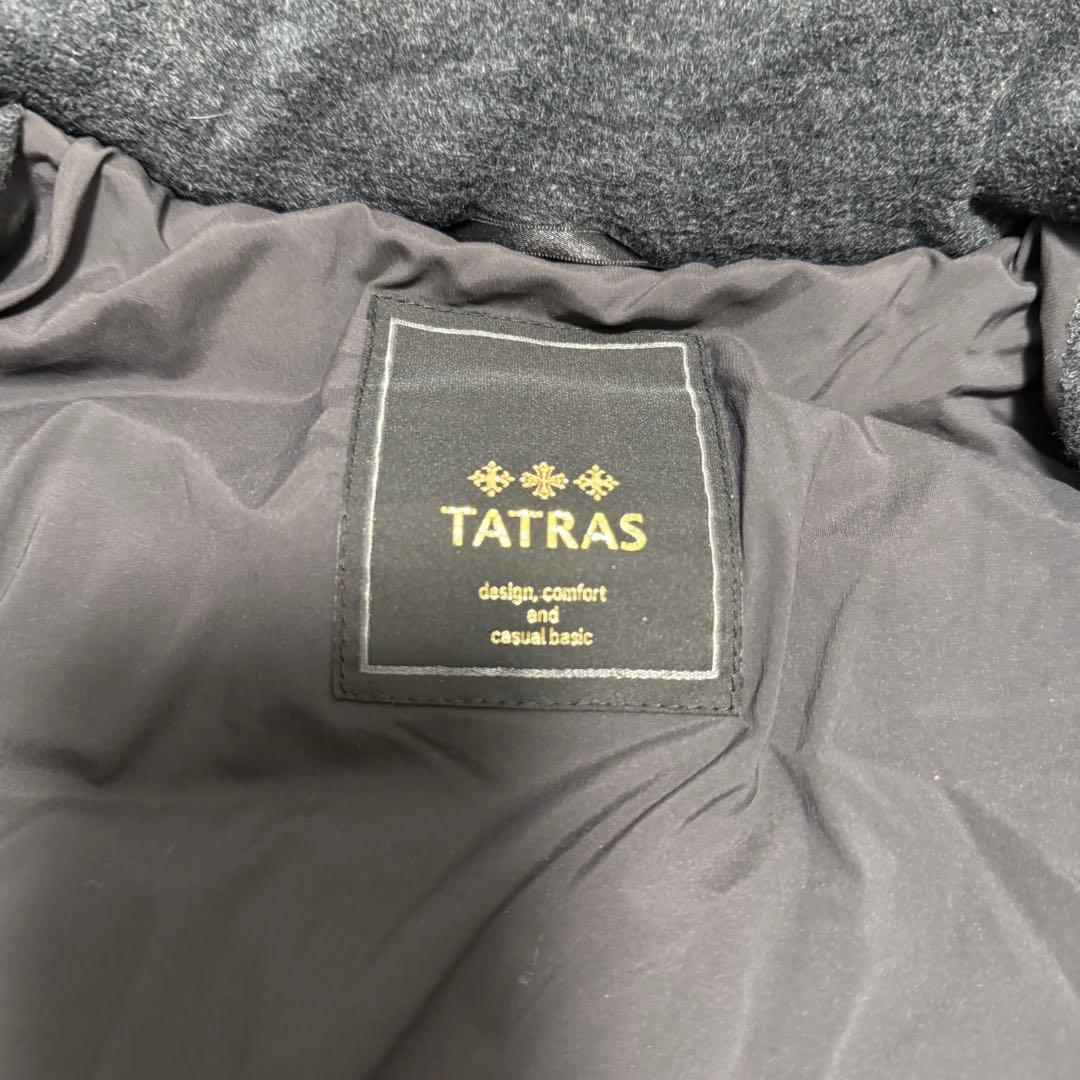 TATRAS
design, comfort
and
casual basic